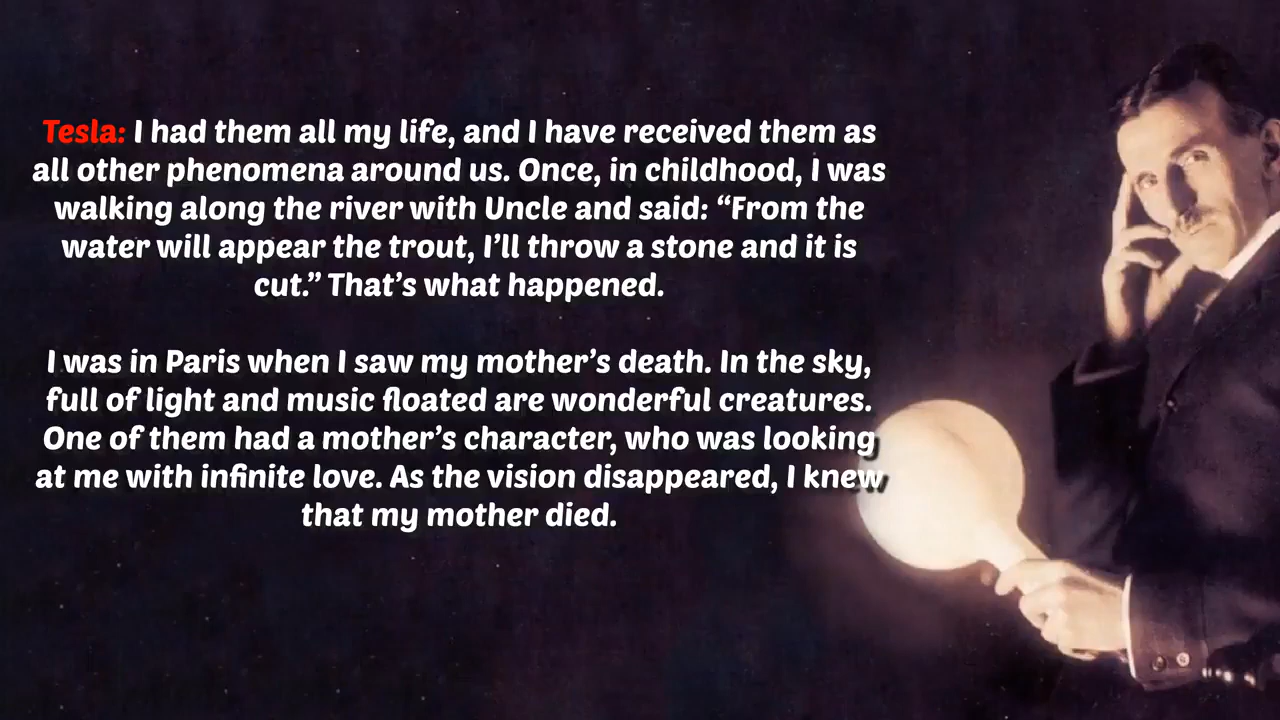 Tesla: I had them all my life, and I have received them as
all other phenomena around us. Once, in childhood, I was
walking along the river with Uncle and said: “From the
water will appear the trout, I’ll throw a stone and it is
cut.” That’s what happened.
I was in Paris when I saw my mother’s death. In the sky,
full of light and music floated are wonderful creatures.
One of them had a mother’s character, who was looking
at me with infinite love. As the vision disappeared, I knew
that my mother died.